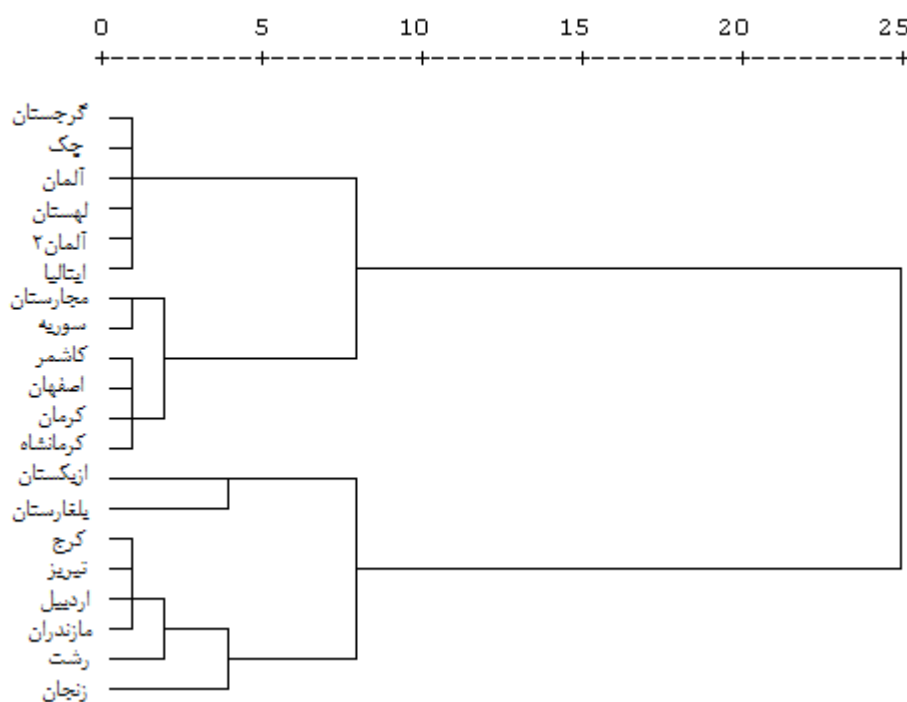 0 5 10 15 20 25
گرجستان
چک
آلمان
لهستان
آلمان۲
ایتالیا
مجارستان
سوریه
کاشمر
اصفهان
کرمان
کرمانشاه
ازبکستان
بلغارستان
کرج
تبریز
اردبیل
مازندران
رشت
زنجان